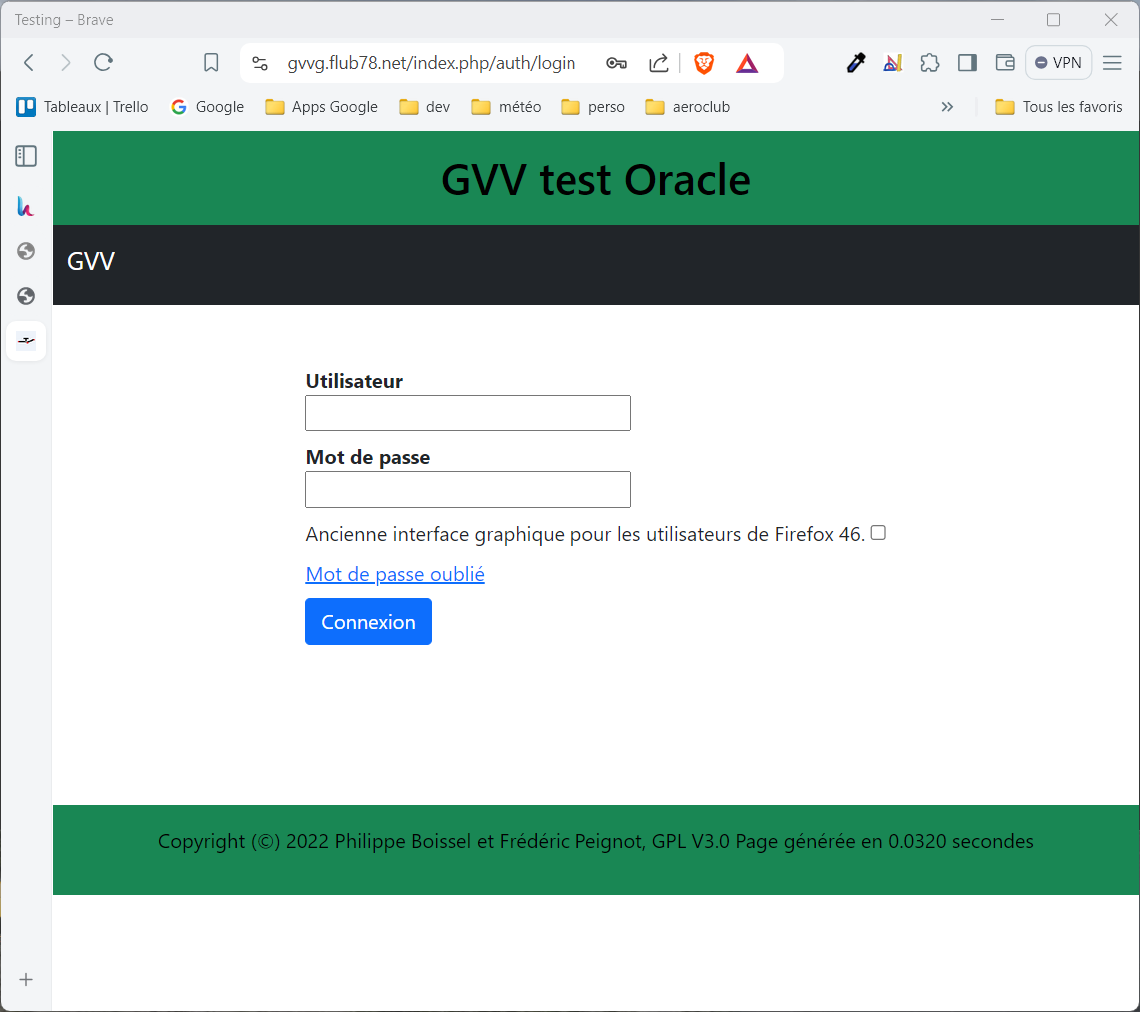 Testing – Brave
gvvg.flub78.net/index.php/auth/login
VPN
Tableaux | Trello Google Apps Google dev météo perso aeroclub » Tous les favoris
GVV test Oracle
GVV
Utilisateur
Mot de passe
Ancienne interface graphique pour les utilisateurs de Firefox 46.
Mot de passe oublié
Connexion
Copyright (©) 2022 Philippe Boissel et Frédéric Peignot, GPL V3.0 Page générée en 0.0320 secondes